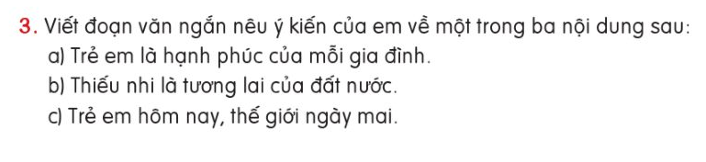 3. Viết đoạn văn ngắn nêu ý kiến của em về một trong ba nội dung sau:
a) Trẻ em là hạnh phúc của mỗi gia đình.
b) Thiếu nhi là tương lai của đất nước.
c) Trẻ em hôm nay, thế giới ngày mai.